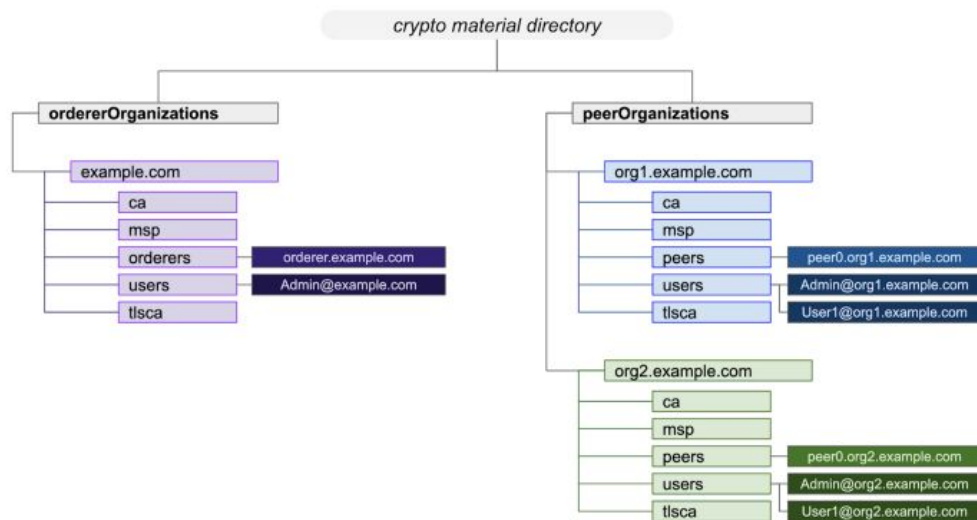 crypto material directory
ordererOrganizations
example.com
ca
msp
orderers
orderer.example.com
users
Admin@example.com
tlsca
peerOrganizations
org1.example.com
ca
msp
peers
peer0.org1.example.com
users
Admin@org1.example.com
tlsca
User1@org1.example.com
org2.example.com
ca
msp
peers
peer0.org2.example.com
users
Admin@org2.example.com
tlsca
User1@org2.example.com